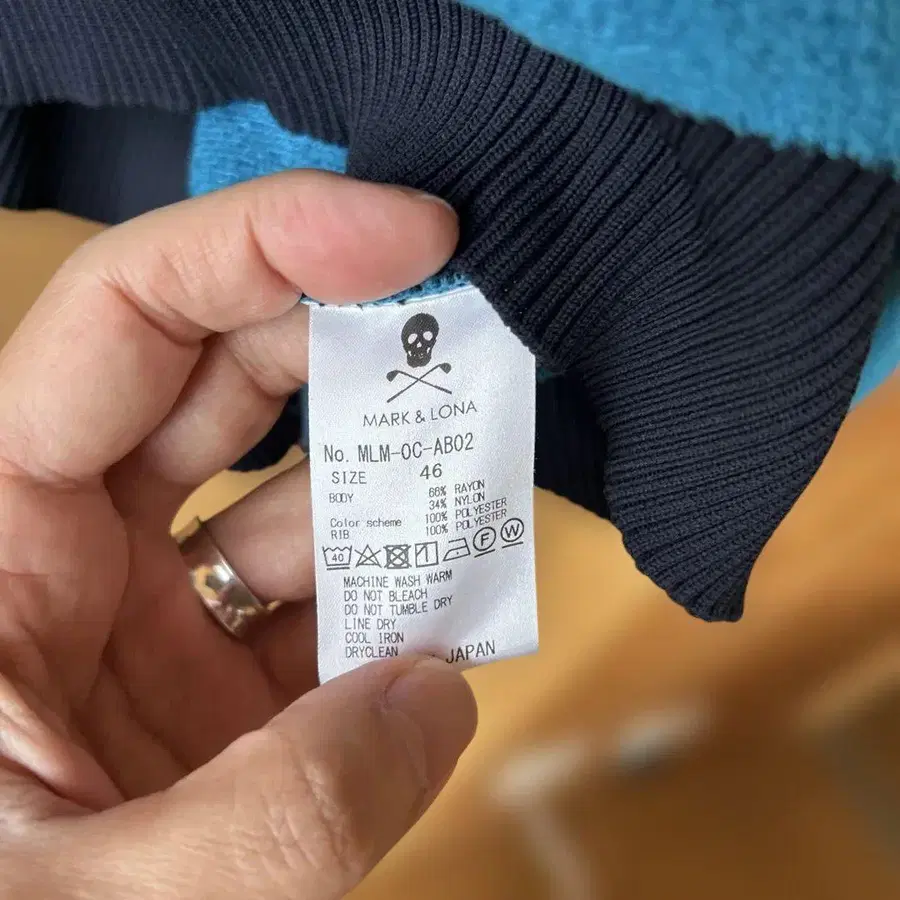 MARK & LONA
No. MLM-OC-AB02
SIZE 46
BODY 66% RAYON
34% NYLON
Color scheme 100% POLYESTER
RIB 100% POLYESTER
40 F W
MACHINE WASH WARM
DO NOT BLEACH
DO NOT TUMBLE DRY
LINE DRY
COOL IRON
DRYCLEAN
JAPAN